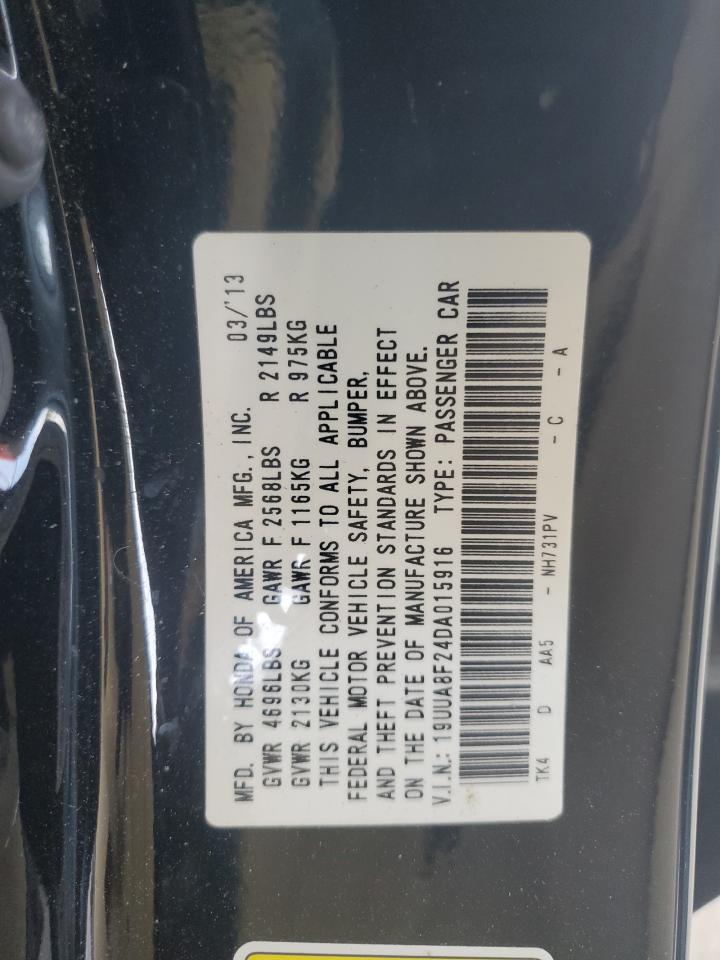 MFD. BY HONDA OF AMERICA MFG., INC. 03/'13
GVWR 4696LBS GAWR F 2568LBS R 2149LBS
GVWR 2130KG GAWR F 1165KG R 975KG
THIS VEHICLE CONFORMS TO ALL APPLICABLE
FEDERAL MOTOR VEHICLE SAFETY, BUMPER,
AND THEFT PREVENTION STANDARDS IN EFFECT
ON THE DATE OF MANUFACTURE SHOWN ABOVE.
V.I.N.: 19UUA8F24DA015916 TYPE: PASSENGER CAR
TK4 D AA5 - NH731PV - C - A